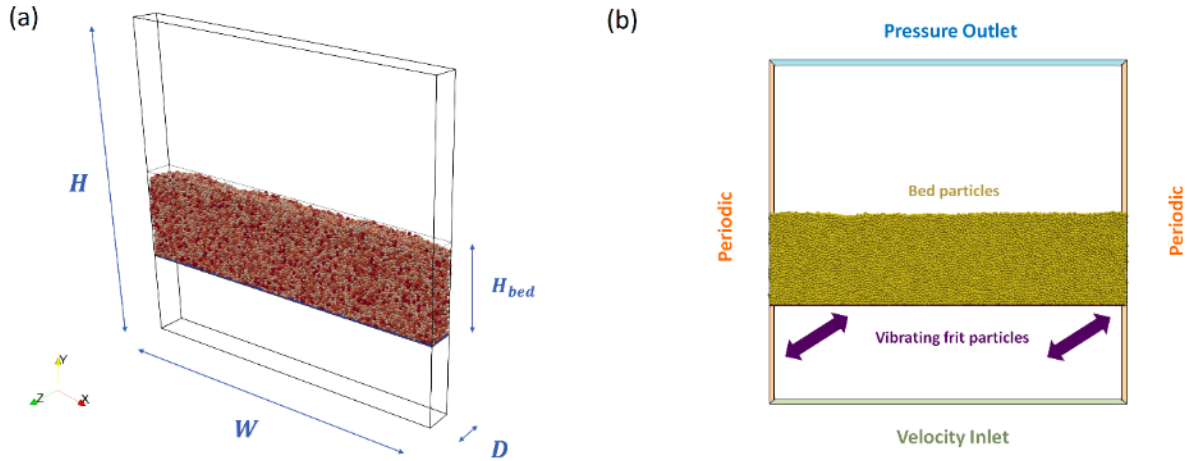 (a)
H
H_bed
Y
Z
X
W
D
(b)
Pressure Outlet
Periodic
Bed particles
Periodic
Vibrating frit particles
Velocity Inlet